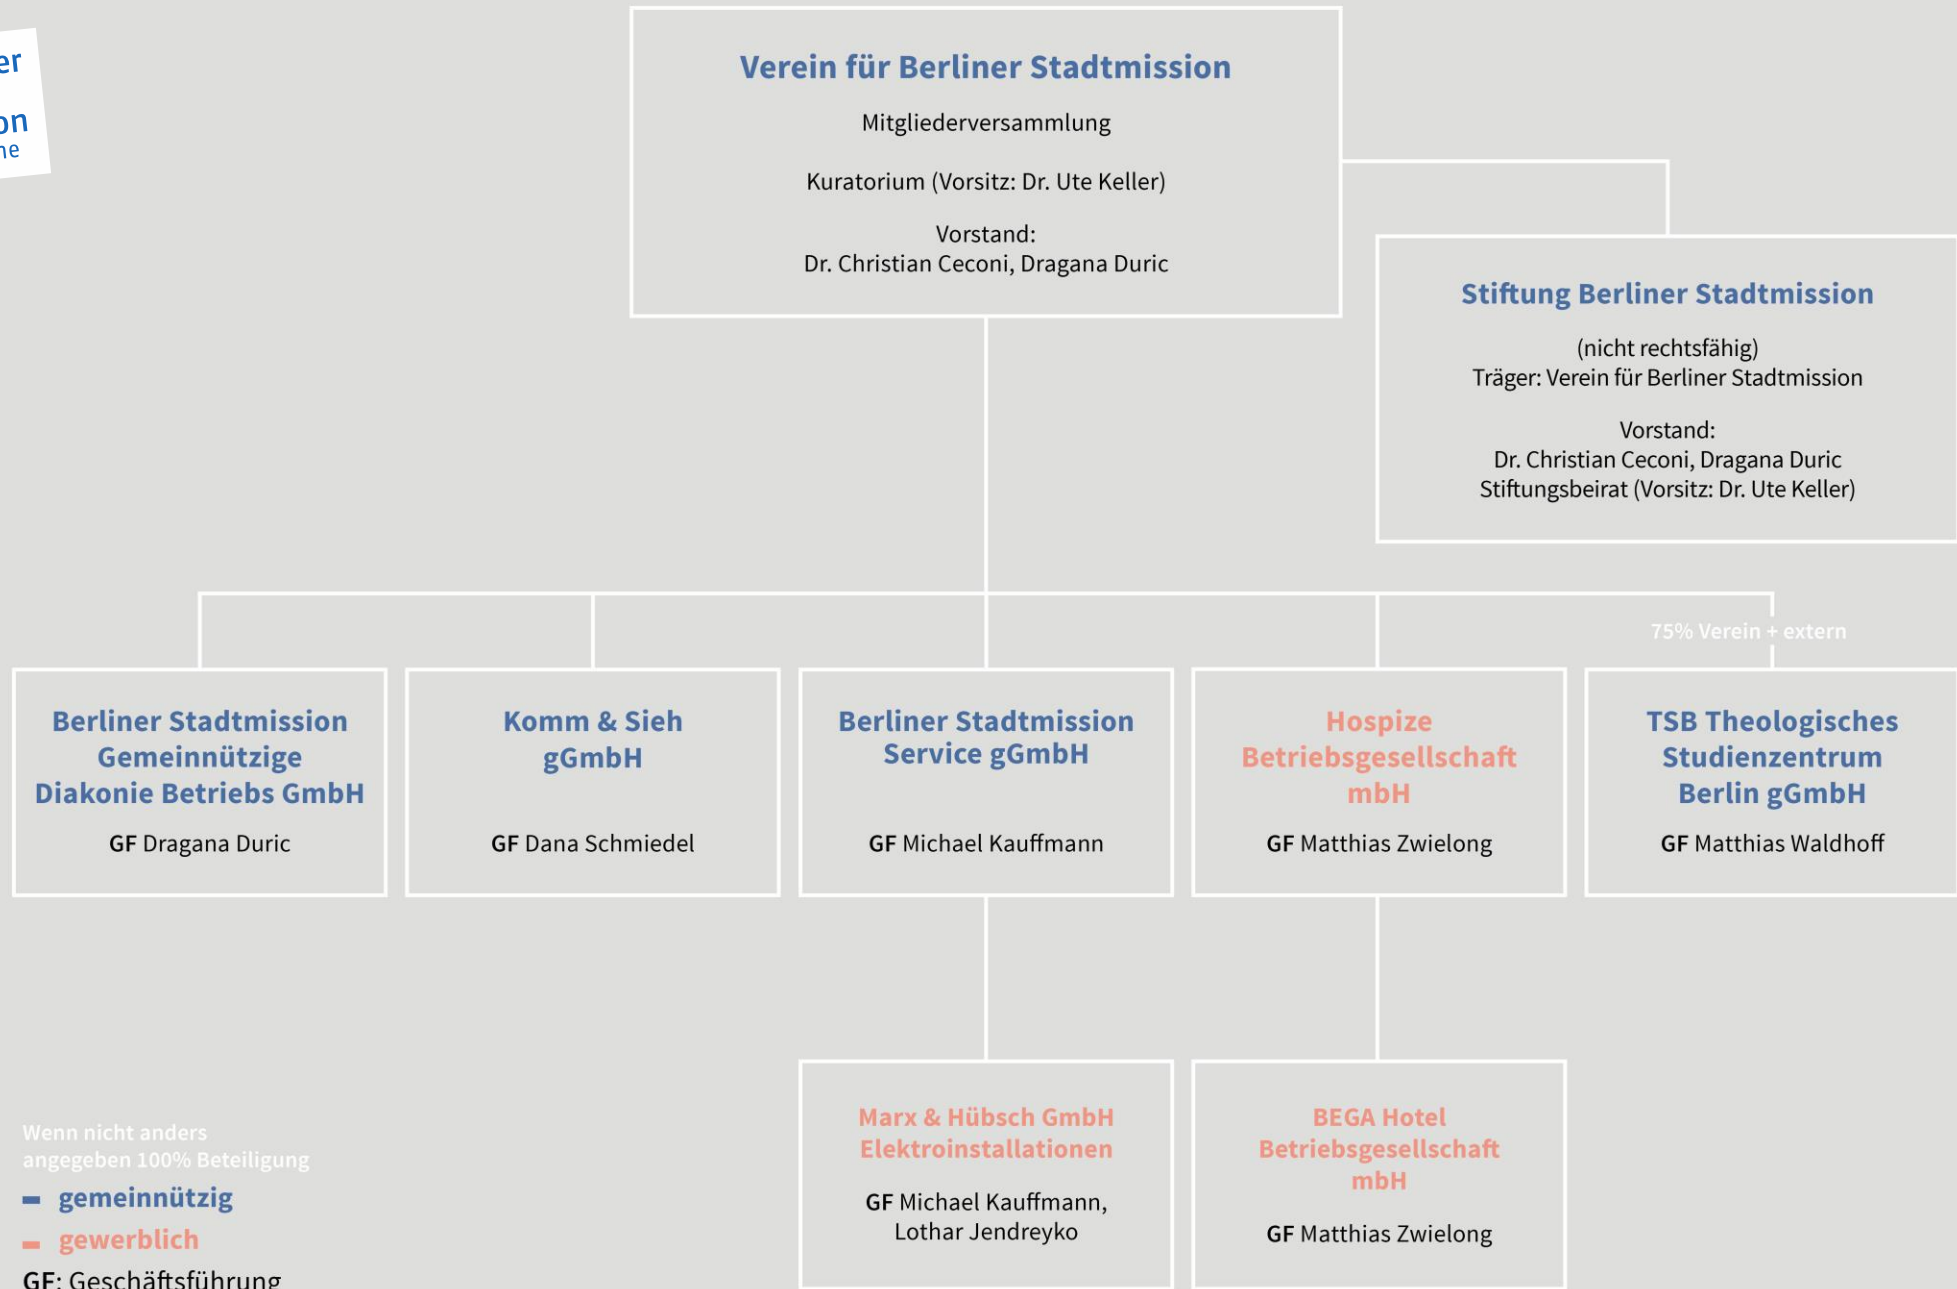 er
on
ne
Verein für Berliner Stadtmission
Mitgliederversammlung
Kuratorium (Vorsitz: Dr. Ute Keller)
Vorstand:
Dr. Christian Ceconi, Dragana Duric
Stiftung Berliner Stadtmission
(nicht rechtsfähig)
Träger: Verein für Berliner Stadtmission
Vorstand:
Dr. Christian Ceconi, Dragana Duric
Stiftungsbeirat (Vorsitz: Dr. Ute Keller)
75% Verein + extern
Berliner Stadtmission
Gemeinnützige
Diakonie Betriebs GmbH
GF Dragana Duric
Komm & Sieh
gGmbH
GF Dana Schmiedel
Berliner Stadtmission
Service gGmbH
GF Michael Kauffmann
Hospize
Betriebsgesellschaft
mbH
GF Matthias Zwielong
TSB Theologisches
Studienzentrum
Berlin gGmbH
GF Matthias Waldhoff
Marx & Hübsch GmbH
Elektroinstallationen
GF Michael Kauffmann,
Lothar Jendreyko
BEGA Hotel
Betriebsgesellschaft
mbH
GF Matthias Zwielong
Wenn nicht anders
angegeben 100% Beteiligung
gemeinnützig
gewerblich
GF: Geschäftsführung